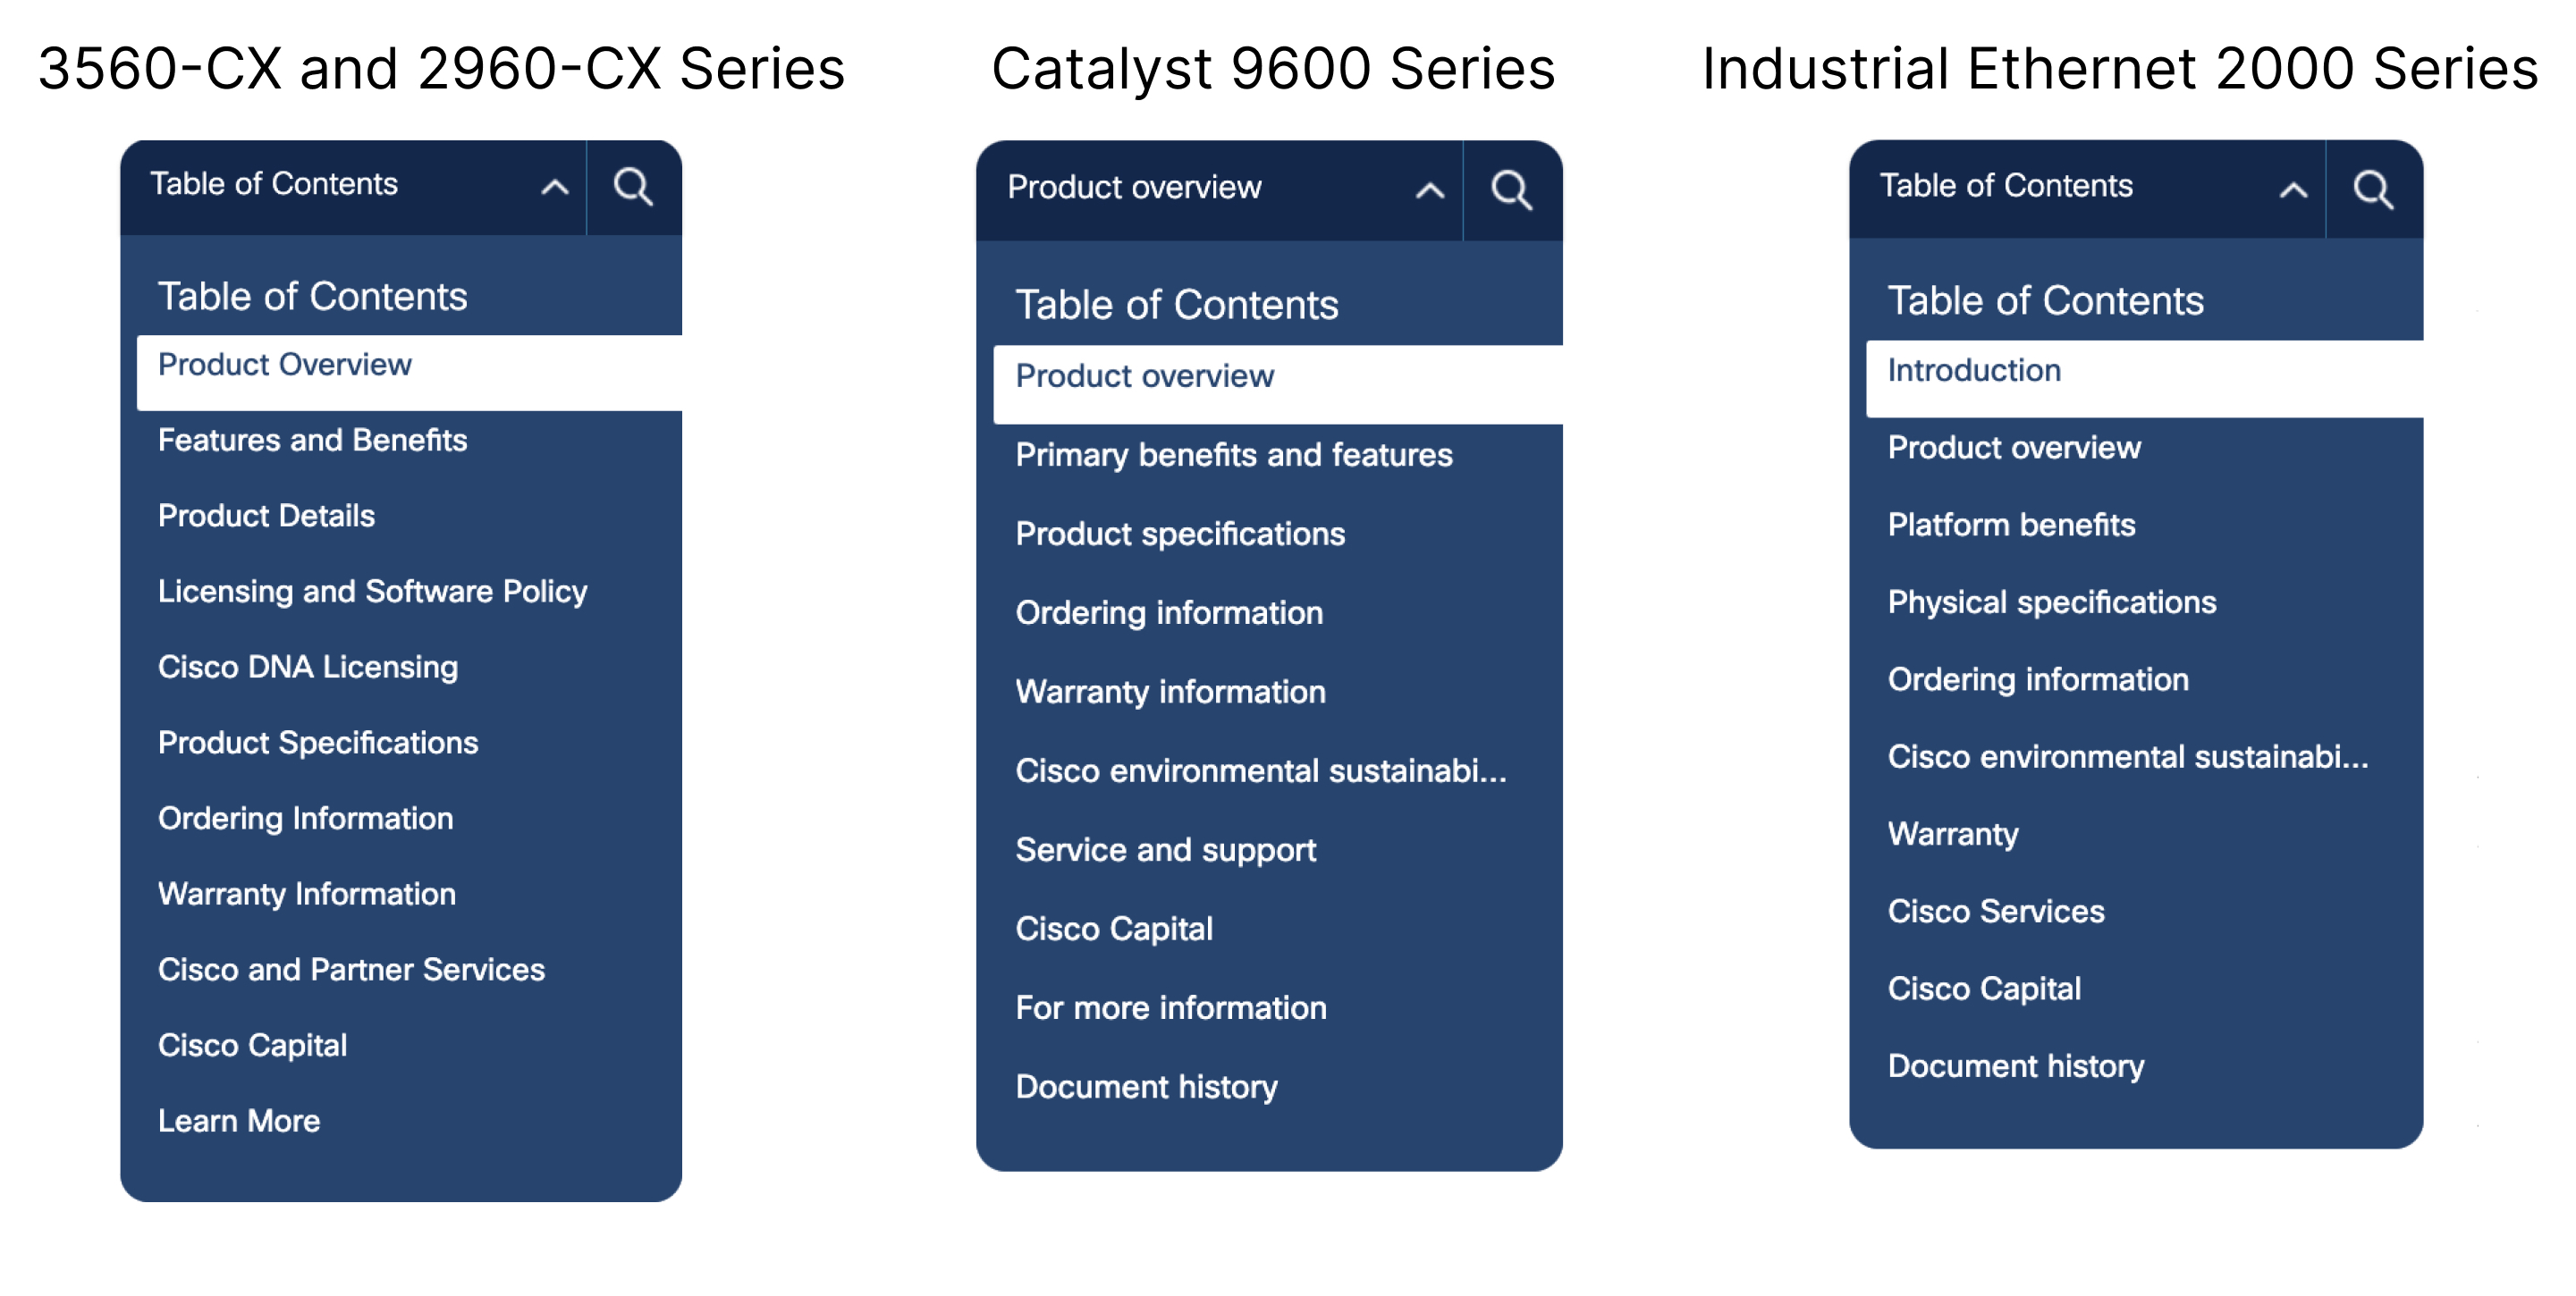 3560-CX and 2960-CX Series
Table of Contents
Table of Contents
Product Overview
Features and Benefits
Product Details
Licensing and Software Policy
Cisco DNA Licensing
Product Specifications
Ordering Information
Warranty Information
Cisco and Partner Services
Cisco Capital
Learn More
Catalyst 9600 Series
Product overview
Table of Contents
Product overview
Primary benefits and features
Product specifications
Ordering information
Warranty information
Cisco environmental sustainabi...
Service and support
Cisco Capital
For more information
Document history
Industrial Ethernet 2000 Series
Table of Contents
Table of Contents
Introduction
Product overview
Platform benefits
Physical specifications
Ordering information
Cisco environmental sustainabi...
Warranty
Cisco Services
Cisco Capital
Document history